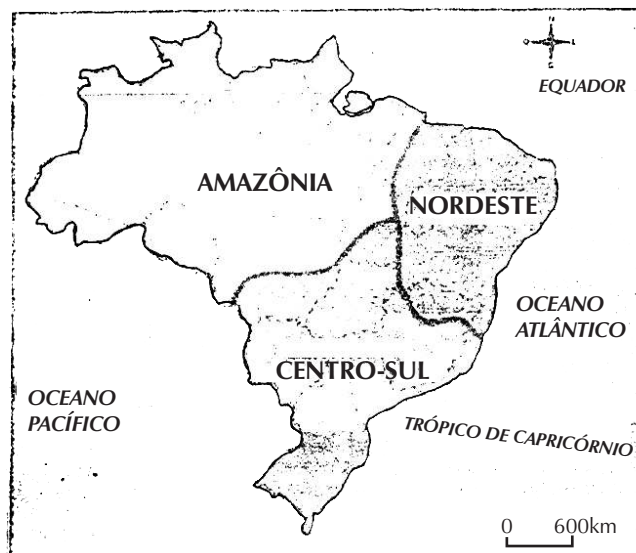 N
O
L
S
EQUADOR
AMAZÔNIA
NORDESTE
OCEANO
ATLÂNTICO
CENTRO-SUL
OCEANO
PACÍFICO
TRÓPICO DE CAPRICÓRNIO
0 600km